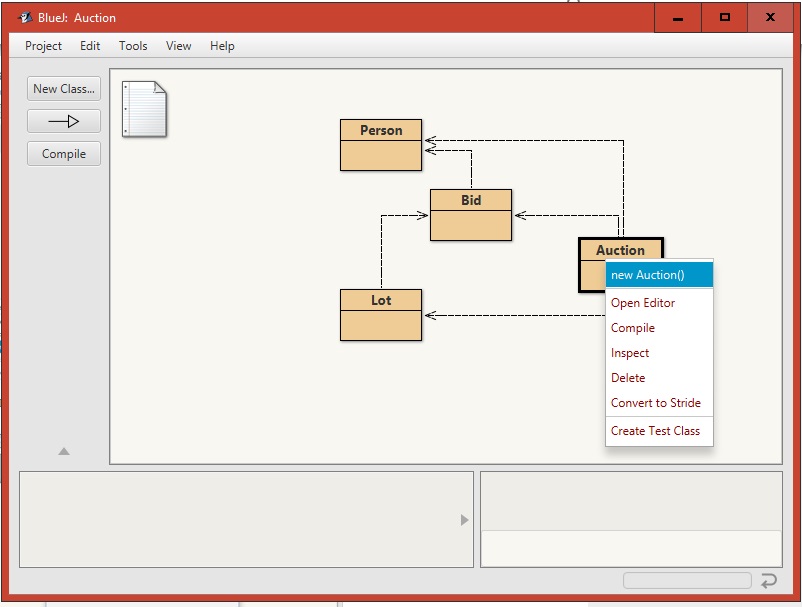 BlueJ: Auction
Project Edit Tools View Help
New Class...
Compile
Person
Bid
Auction
Lot
new Auction()
Open Editor
Compile
Inspect
Delete
Convert to Stride
Create Test Class